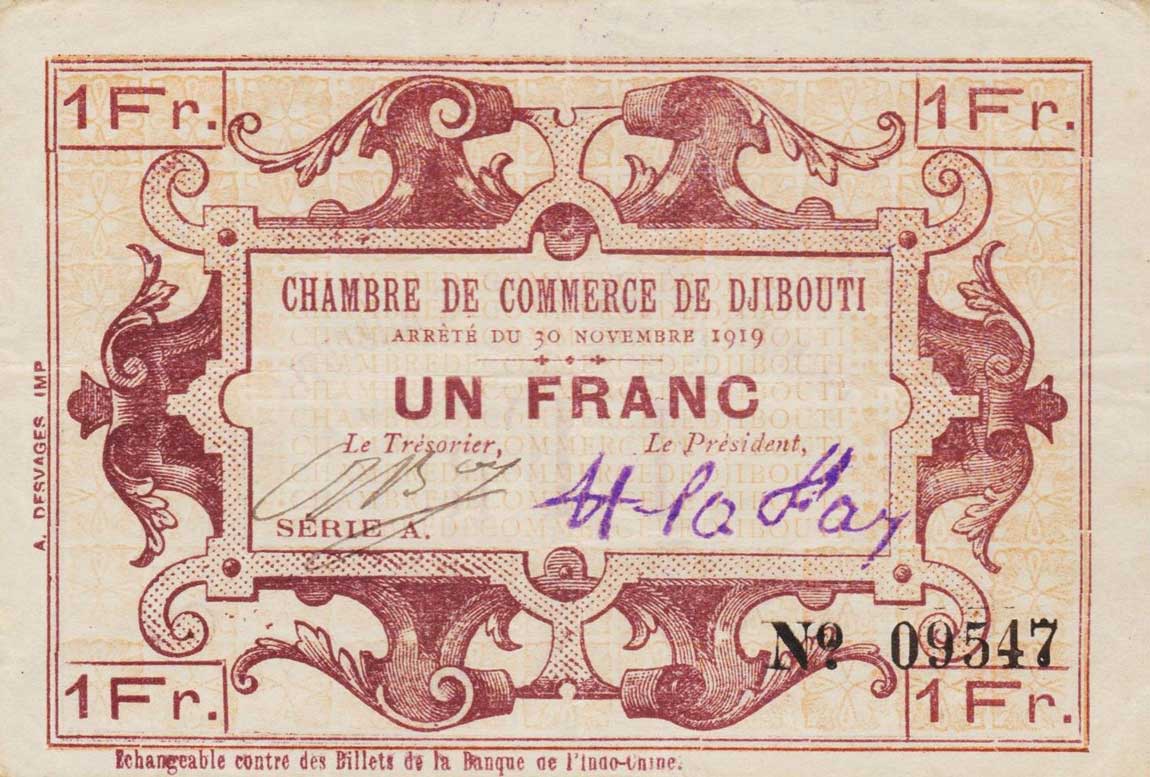 1Fr. 1Fr.
CHAMBRE DE COMMERCE DE DJIBOUTI
ARRÊTÉ DU 30 NOVEMBRE 1919
UN FRANC
Le Trésorier, Le Président,
SÉRIE A.
Nº 09547
1Fr. 1Fr.
Echangeable contre des Billets de la Banque de l'Indo-Chine.
A. DESVAGES IMP